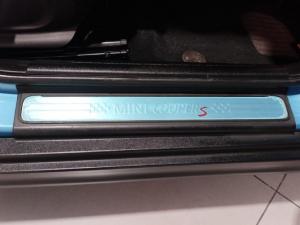 >>> MINI COOPER S <<<